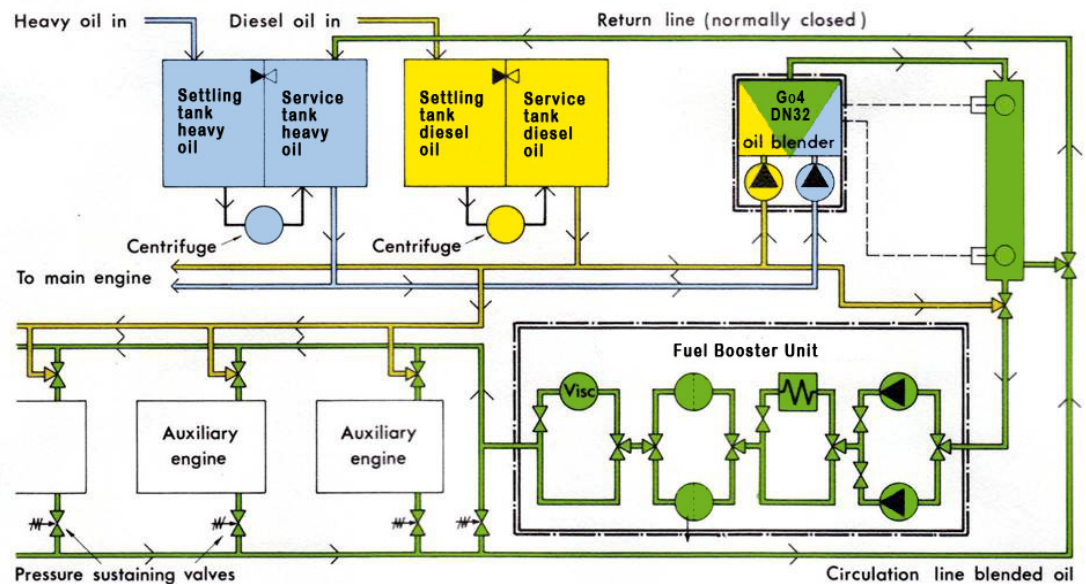 Heavy oil in
Diesel oil in
Return line (normally closed)
Settling
tank
heavy
oil
Service
tank
heavy
oil
Settling
tank
diesel
oil
Service
tank
diesel
oil
Go4
DN32
oil blender
Centrifuge
Centrifuge
To main engine
Fuel Booster Unit
Visc
Auxiliary
engine
Auxiliary
engine
Pressure sustaining valves
Circulation line blended oil